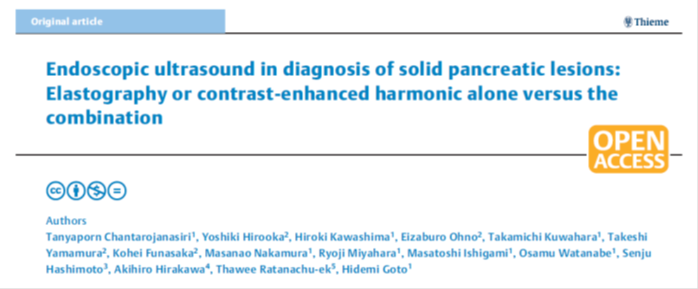 Original article
Thieme
Endoscopic ultrasound in diagnosis of solid pancreatic lesions:
Elastography or contrast-enhanced harmonic alone versus the
combination
OPEN
ACCESS
cc
Authors
Tanyaporn Chantarojanasiri¹, Yoshiki Hirooka², Hiroki Kawashima¹, Eizaburo Ohno², Takamichi Kuwahara¹, Takeshi
Yamamura², Kohei Funasaka², Masanao Nakamura¹, Ryoji Miyahara¹, Masatoshi Ishigami¹, Osamu Watanabe¹, Senju
Hashimoto³, Akihiro Hirakawa⁴, Thawee Ratanachu-ek⁵, Hidemi Goto¹